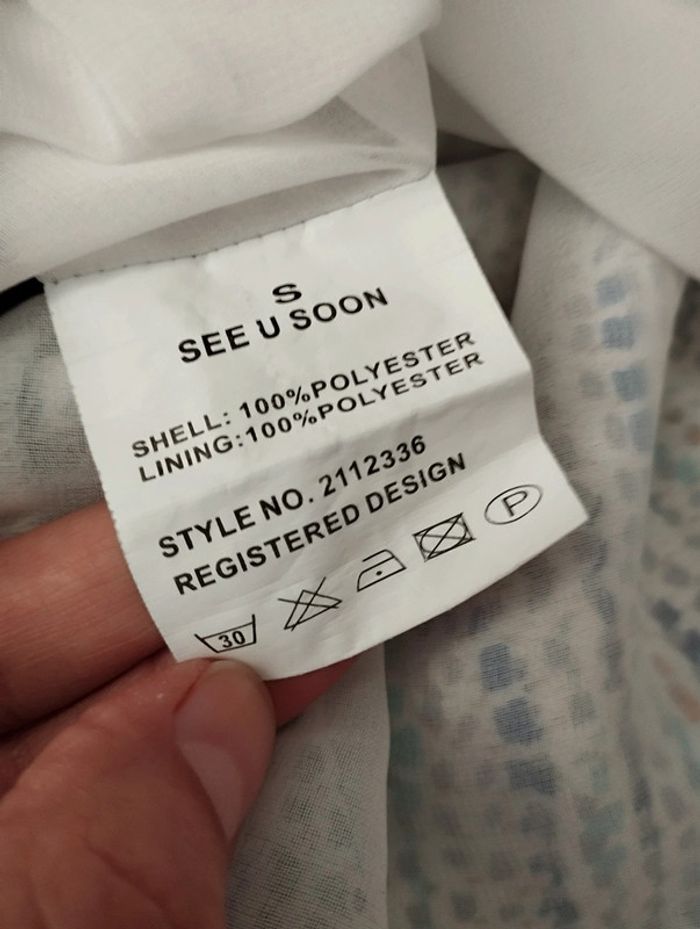 S
SEE U SOON
SHELL: 100%POLYESTER
LINING:100%POLYESTER
STYLE NO. 2112336
REGISTERED DESIGN
30 P